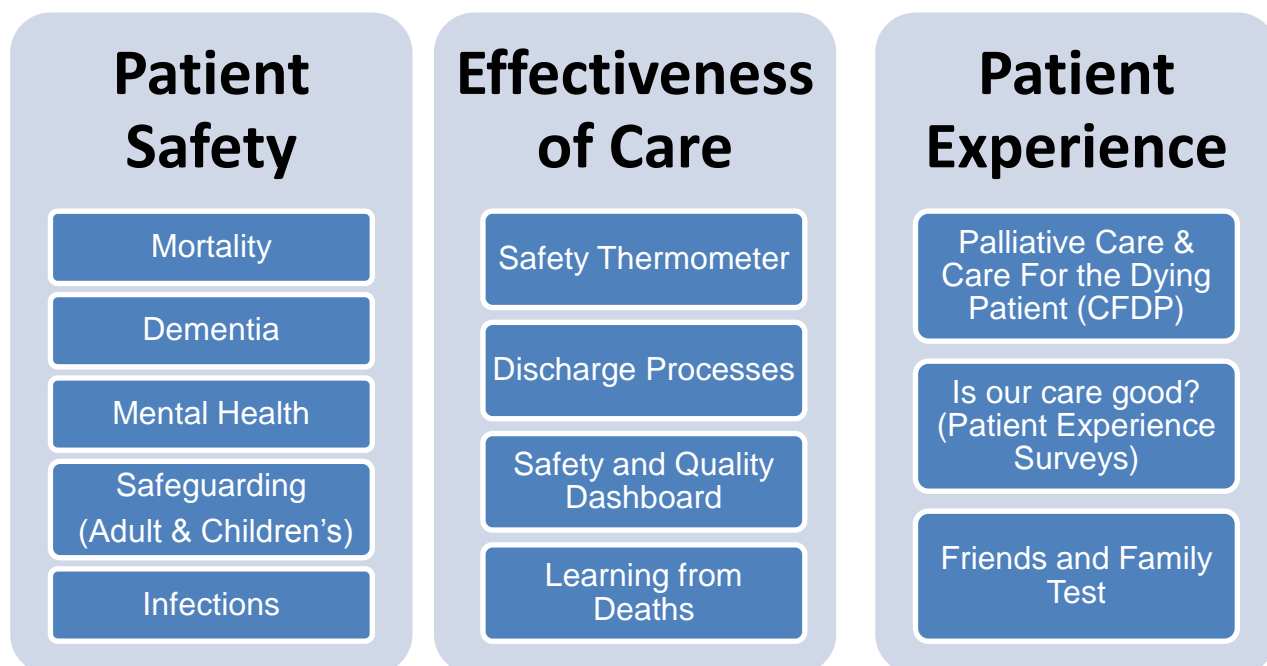 Patient
Safety
Mortality
Dementia
Mental Health
Safeguarding
(Adult & Children's)
Infections
Effectiveness
of Care
Safety Thermometer
Discharge Processes
Safety and Quality
Dashboard
Learning from
Deaths
Patient
Experience
Palliative Care &
Care For the Dying
Patient (CFDP)
Is our care good?
(Patient Experience
Surveys)
Friends and Family
Test